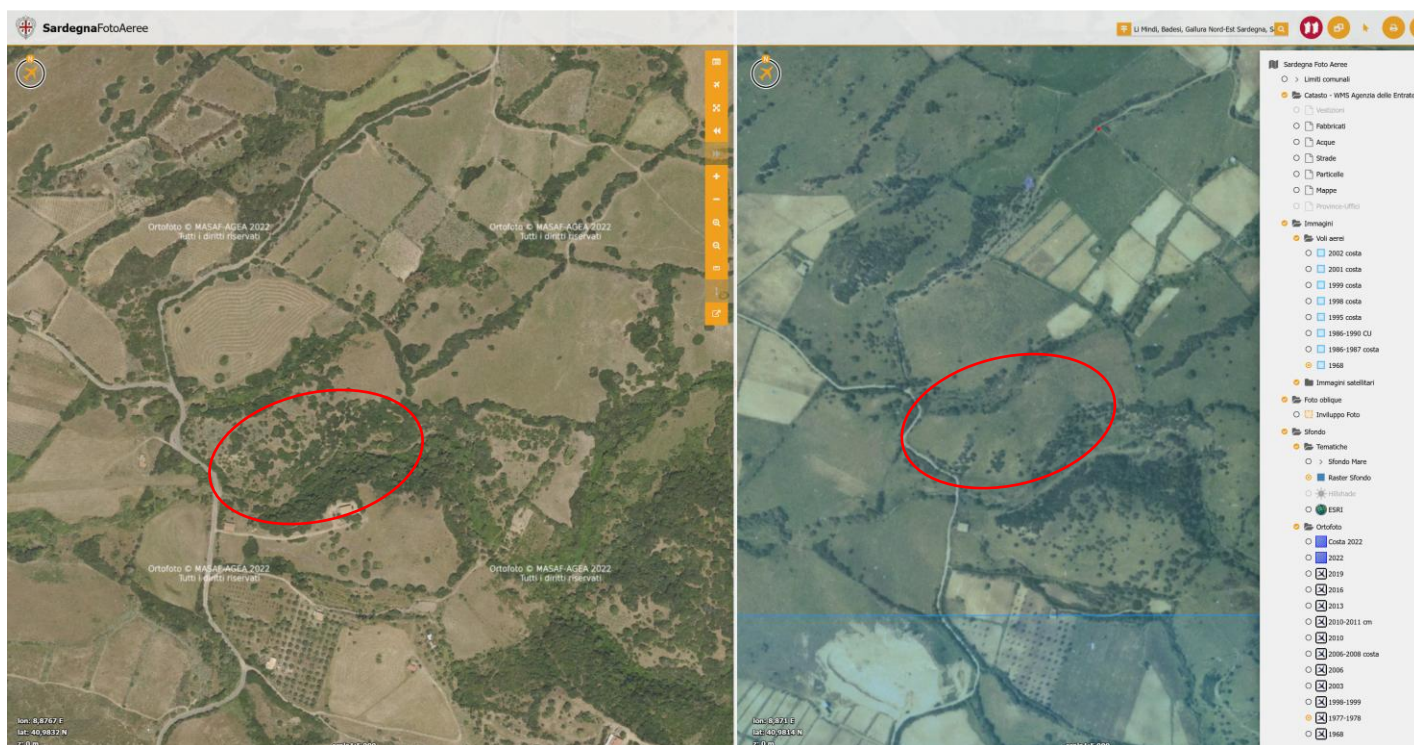 SardegnaFotoAeree
Li Mindi, Badesi, Gallura Nord-Est Sardegna, S
N
N
Ortofoto © MASAF-AGEA 2022
Tutti i diritti riservati
Ortofoto © MASAF-AGEA 2022
Tutti i diritti riservati
Ortofoto © MASAF-AGEA 2022
Tutti i diritti riservati
Ortofoto © MASAF-AGEA 2022
Tutti i diritti riservati
lon: 8,8767 E
lat: 40,9832 N
z: 0 m
lon: 8,871 E
lat: 40,9814 N
z: 0 m
Sardegna Foto Aeree
Limiti comunali
Catasto - WMS Agenzia delle Entrate
Vestizioni
Fabbricati
Acque
Strade
Particelle
Mappe
Province-Uffici
Immagini
Voli aerei
2002 costa
2001 costa
1999 costa
1998 costa
1995 costa
1986-1990 CU
1986-1987 costa
1968
Immagini satellitari
Foto oblique
Inviluppo Foto
Sfondo
Tematiche
Sfondo Mare
Raster Sfondo
Hillshade
ESRI
Ortofoto
Costa 2022
2022
2019
2016
2013
2010-2011 cm
2010
2006-2008 costa
2006
2003
1998-1999
1977-1978
1968